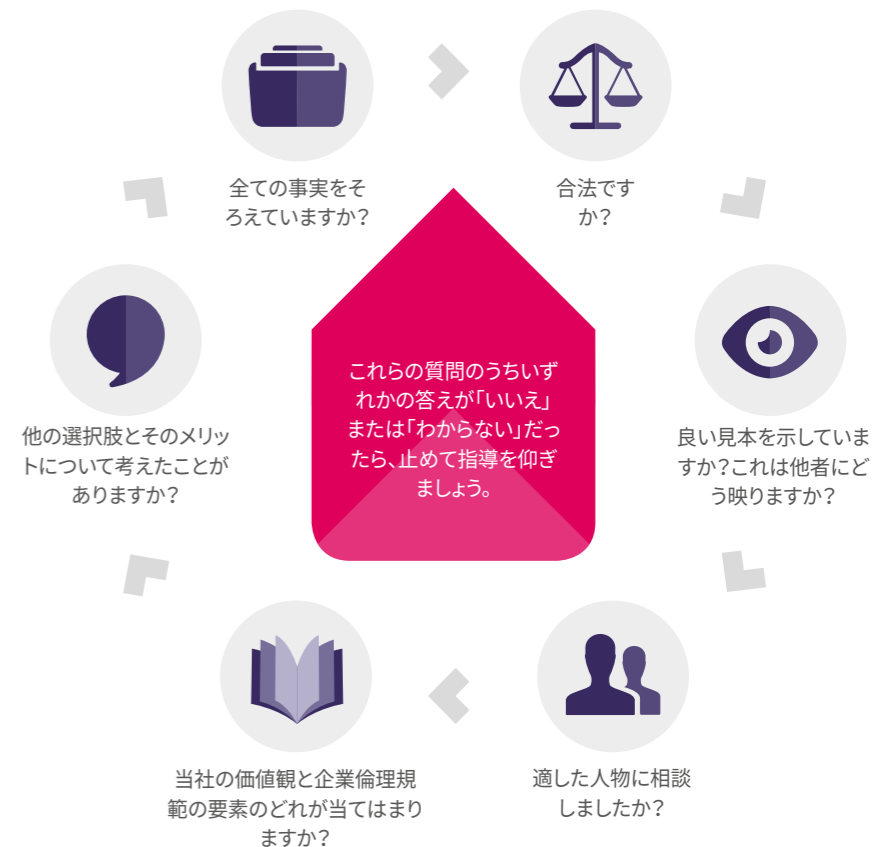 全ての事実をそ
ろえていますか？
合法です
か？
良い見本を示していま
すか？これは他者にど
う映りますか？
適した人物に相談
しましたか？
当社の価値観と企業倫理規
範の要素のどれが当てはまり
ますか？
他の選択肢とそのメリッ
トについて考えたことが
ありますか？
これらの質問のうちいず
れかの答えが「いいえ」
または「わからない」だっ
たら、止めて指導を仰ぎ
ましょう。